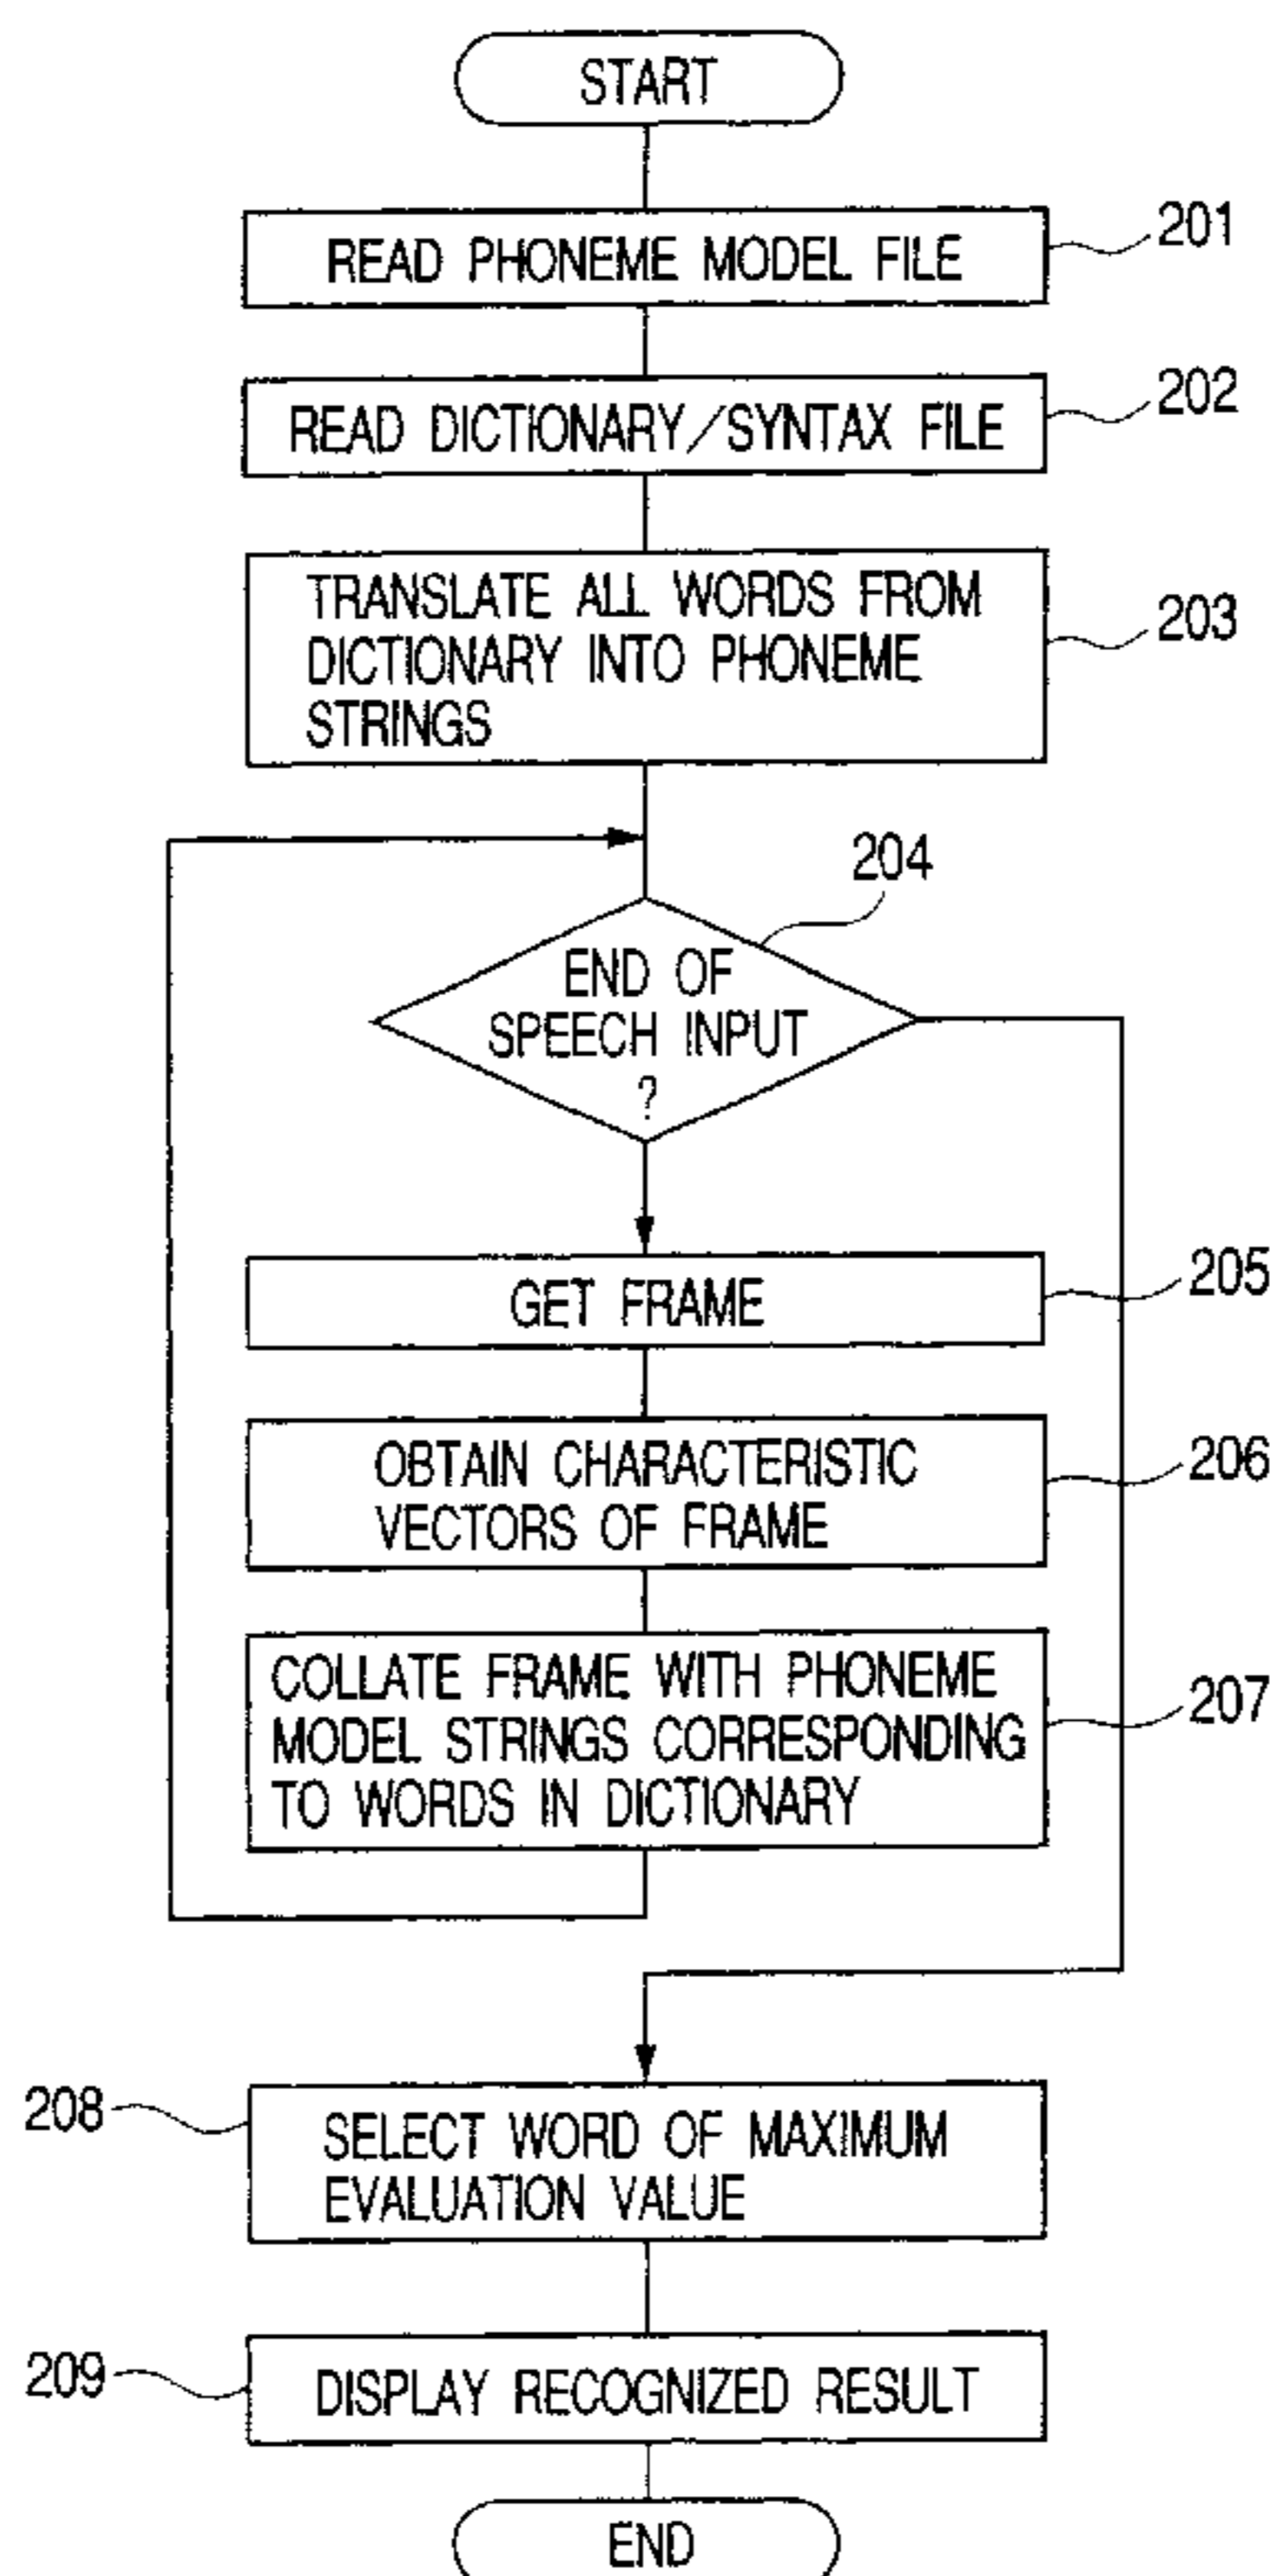 START
READ PHONEME MODEL FILE
201
READ DICTIONARY/SYNTAX FILE
202
TRANSLATE ALL WORDS FROM
DICTIONARY INTO PHONEME
STRINGS
203
204
END OF
SPEECH INPUT
?
GET FRAME
205
OBTAIN CHARACTERISTIC
VECTORS OF FRAME
206
COLLATE FRAME WITH PHONEME
MODEL STRINGS CORRESPONDING
TO WORDS IN DICTIONARY
207
208
SELECT WORD OF MAXIMUM
EVALUATION VALUE
209
DISPLAY RECOGNIZED RESULT
END